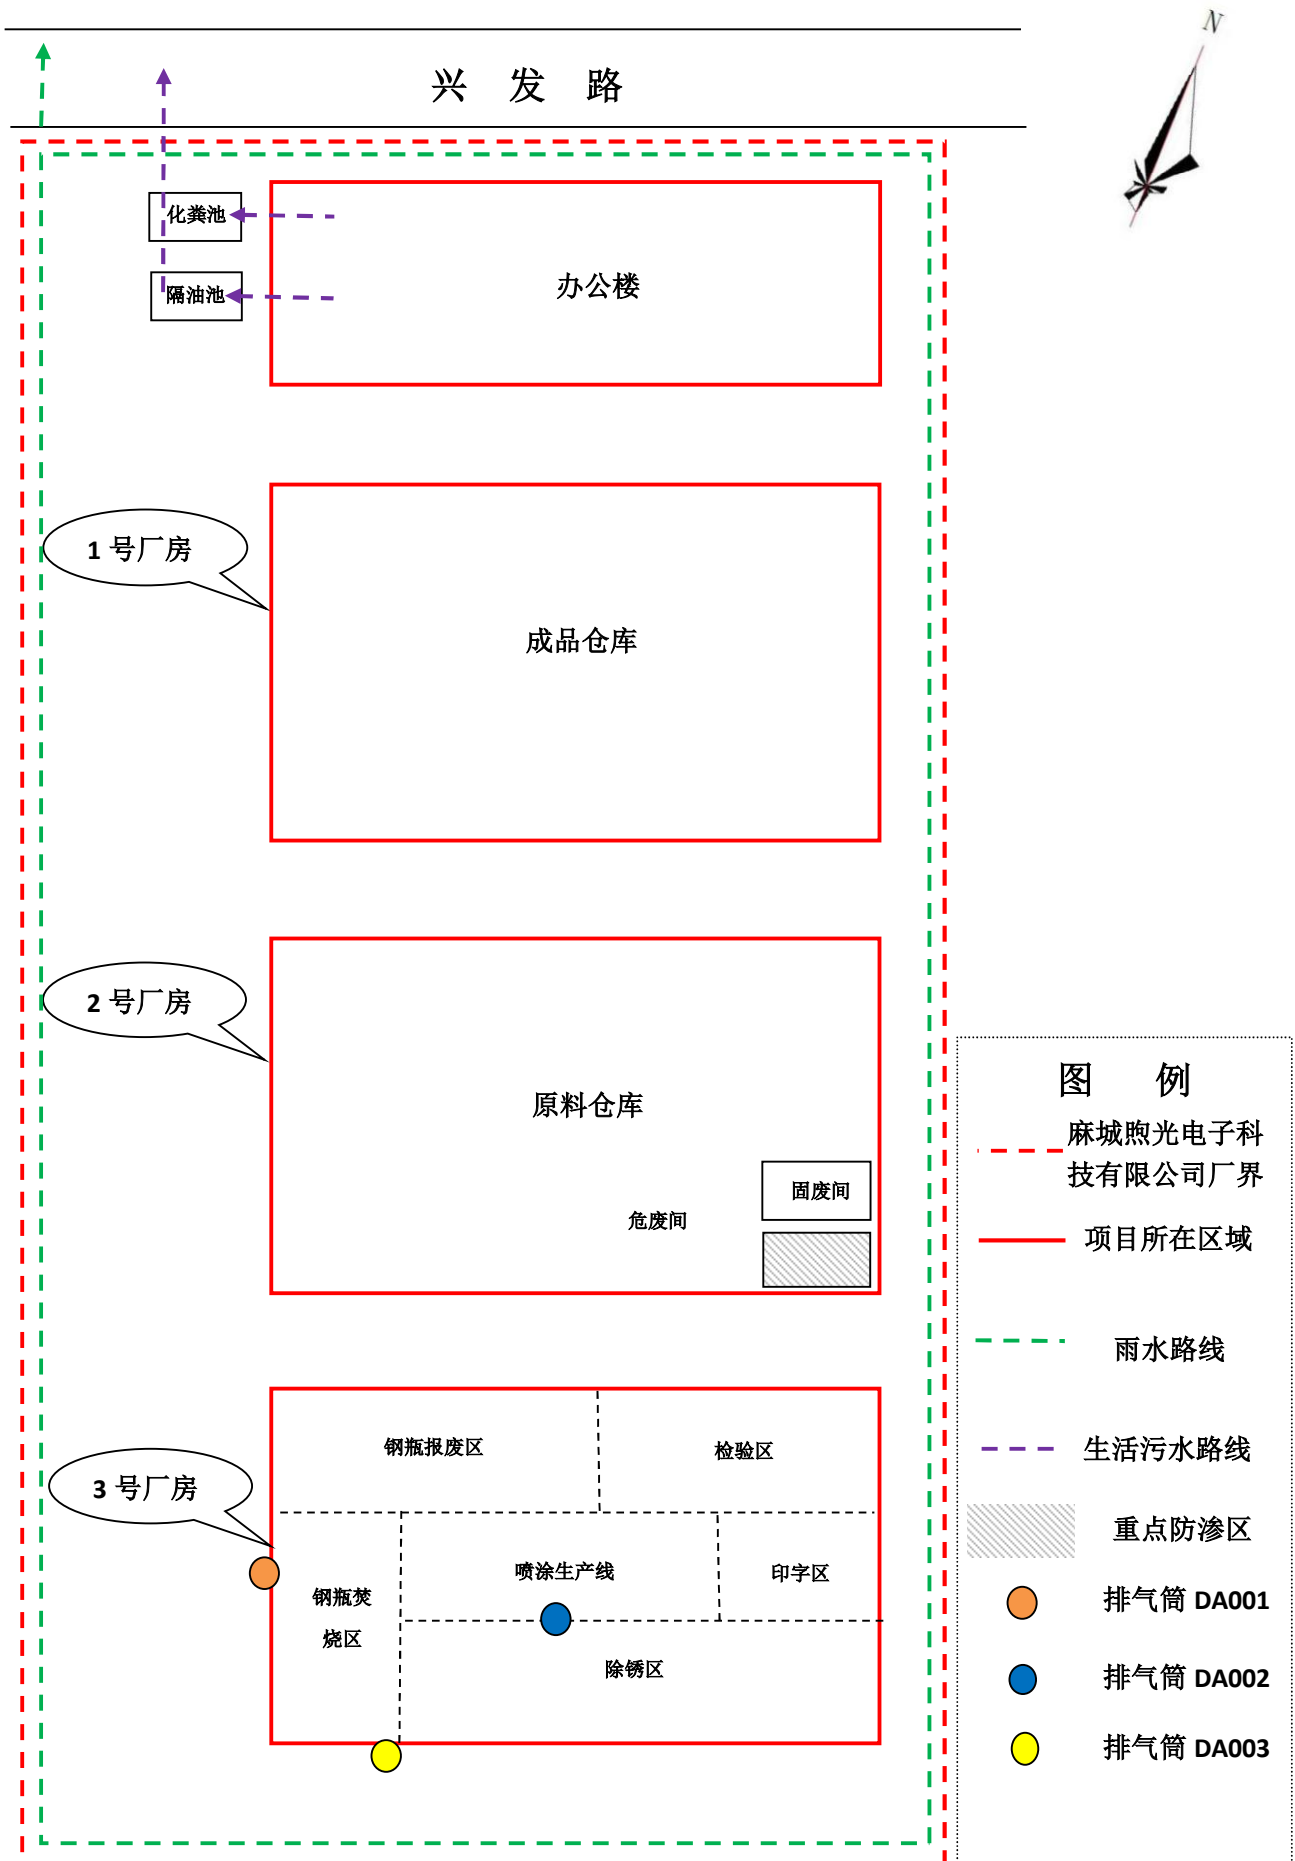 N
兴 发 路
化粪池
隔油池
办公楼
1 号厂房
成品仓库
2 号厂房
原料仓库
固废间
危废间
3 号厂房
钢瓶报废区
检验区
钢瓶焚
烧区
喷涂生产线
印字区
除锈区
图 例
麻城煦光电子科
技有限公司厂界
项目所在区域
雨水路线
生活污水路线
重点防渗区
排气筒 DA001
排气筒 DA002
排气筒 DA003